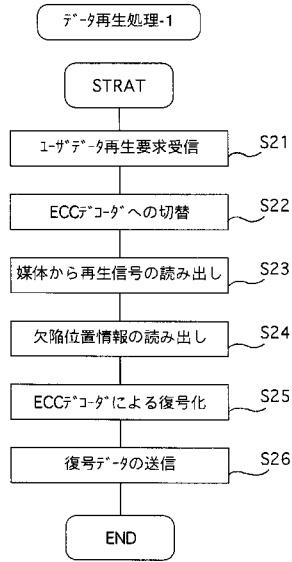 ﾃﾞｰﾀ再生処理-1
STRAT
ﾕｰｻﾞﾃﾞｰﾀ再生要求受信
S21
ECCﾃﾞｺｰﾀﾞへの切替
S22
媒体から再生信号の読み出し
S23
欠陥位置情報の読み出し
S24
ECCﾃﾞｺｰﾀﾞによる復号化
S25
復号ﾃﾞｰﾀの送信
S26
END